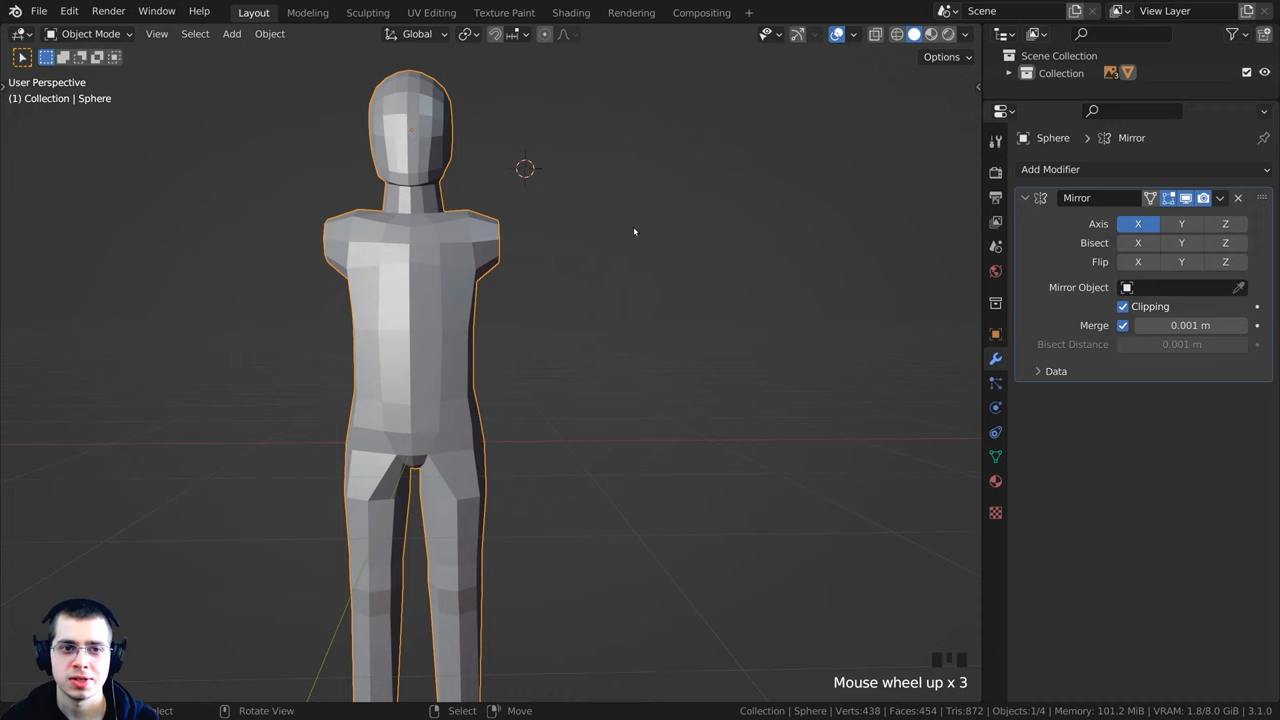 File Edit Render Window Help Layout Modeling Sculpting UV Editing Texture Paint Shading Rendering Compositing + Scene View Layer
Object Mode View Select Add Object Global
Options
User Perspective
(1) Collection | Sphere
Scene Collection
Collection
Sphere > Mirror
Add Modifier
Mirror
Axis X Y Z
Bisect X Y Z
Flip X Y Z
Mirror Object
Clipping
Merge 0.001 m
Bisect Distance 0.001 m
Data
Mouse wheel up x 3
Rotate View Select Move Collection | Sphere | Verts:438 | Faces:454 | Tris:872 | Objects:1/4 | Memory: 101.2 MiB | VRAM: 1.8/8.0 GiB | 3.1.0